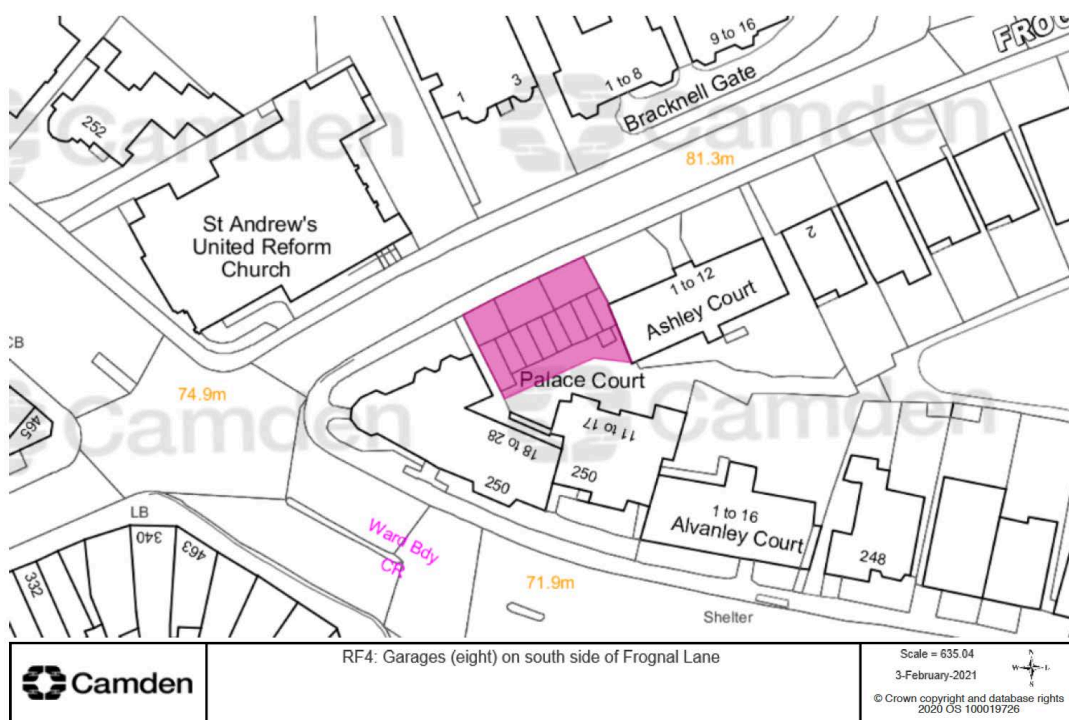 9 to 16
FROG
1 3
1 to 8
Bracknell Gate
252
Camden
Camden
81.3m
St Andrew's
United Reform
Church
2
1 to 12
Ashley Court
CB
74.9m
Palace Court
Camden
Camden
465
11 to 17
18 to 28
250
250
1 to 16
Alvanley Court
LB
340
463
332
Ward Bdy
CR
71.9m
248
Shelter
Camden
RF4: Garages (eight) on south side of Frognal Lane
Scale = 635.04
3-February-2021
N
W
E
S
© Crown copyright and database rights
2020 OS 100019726